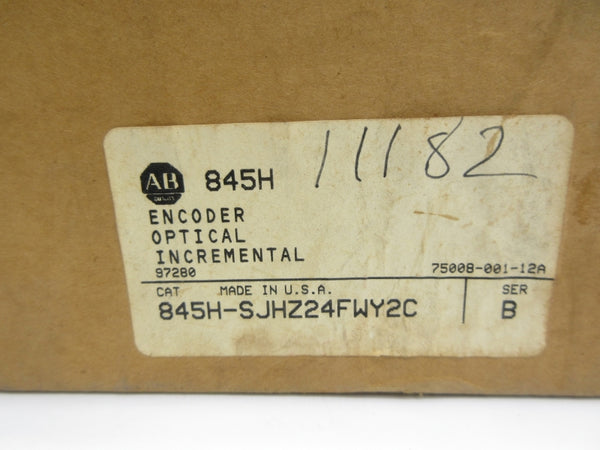 AB 845H 11182
ENCODER
OPTICAL
INCREMENTAL
97280 75008-001-12A
CAT MADE IN U.S.A. SER
845H-SJHZ24FWY2C B